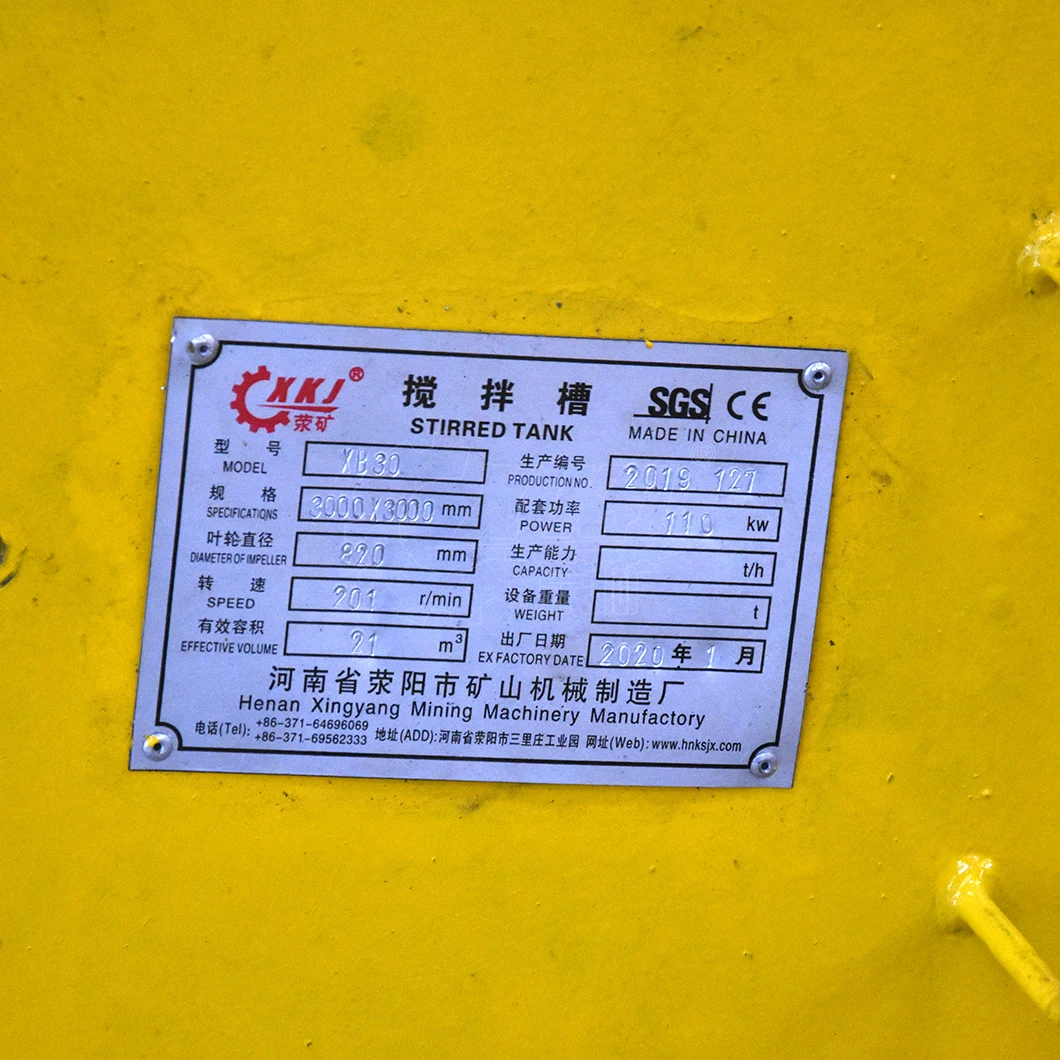 XKJ® 荥矿
搅拌槽
STIRRED TANK
SGS CE
MADE IN CHINA
型号 MODEL XB30
生产编号 PRODUCTION NO. 2019 127
规格 SPECIFICATIONS 3000X3000 mm
配套功率 POWER 110 kw
叶轮直径 DIAMETER OF IMPELLER 820 mm
生产能力 CAPACITY t/h
转速 SPEED 201 r/min
设备重量 WEIGHT t
有效容积 EFFECTIVE VOLUME 21 m³
出厂日期 EX FACTORY DATE 2020 年 1 月
河南省荥阳市矿山机械制造厂
Henan Xingyang Mining Machinery Manufactory
电话(Tel): +86-371-64696069
+86-371-69562333 地址(ADD):河南省荥阳市三里庄工业园 网址(Web): www.hnksjx.com